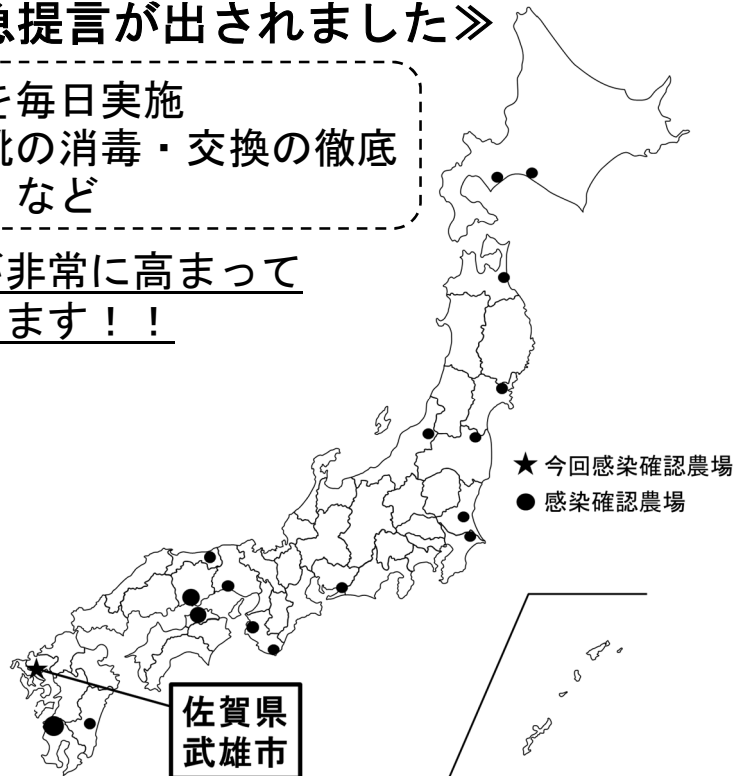 急提言が出されました≫
を毎日実施
靴の消毒・交換の徹底
など
が非常に高まって
ます！！
★ 今回感染確認農場
● 感染確認農場
佐賀県
武雄市